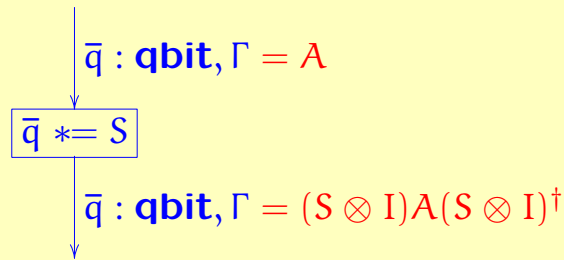 q̅ : qbit, Γ = A
q̅ *= S
q̅ : qbit, Γ = (S ⊗ I)A(S ⊗ I)†